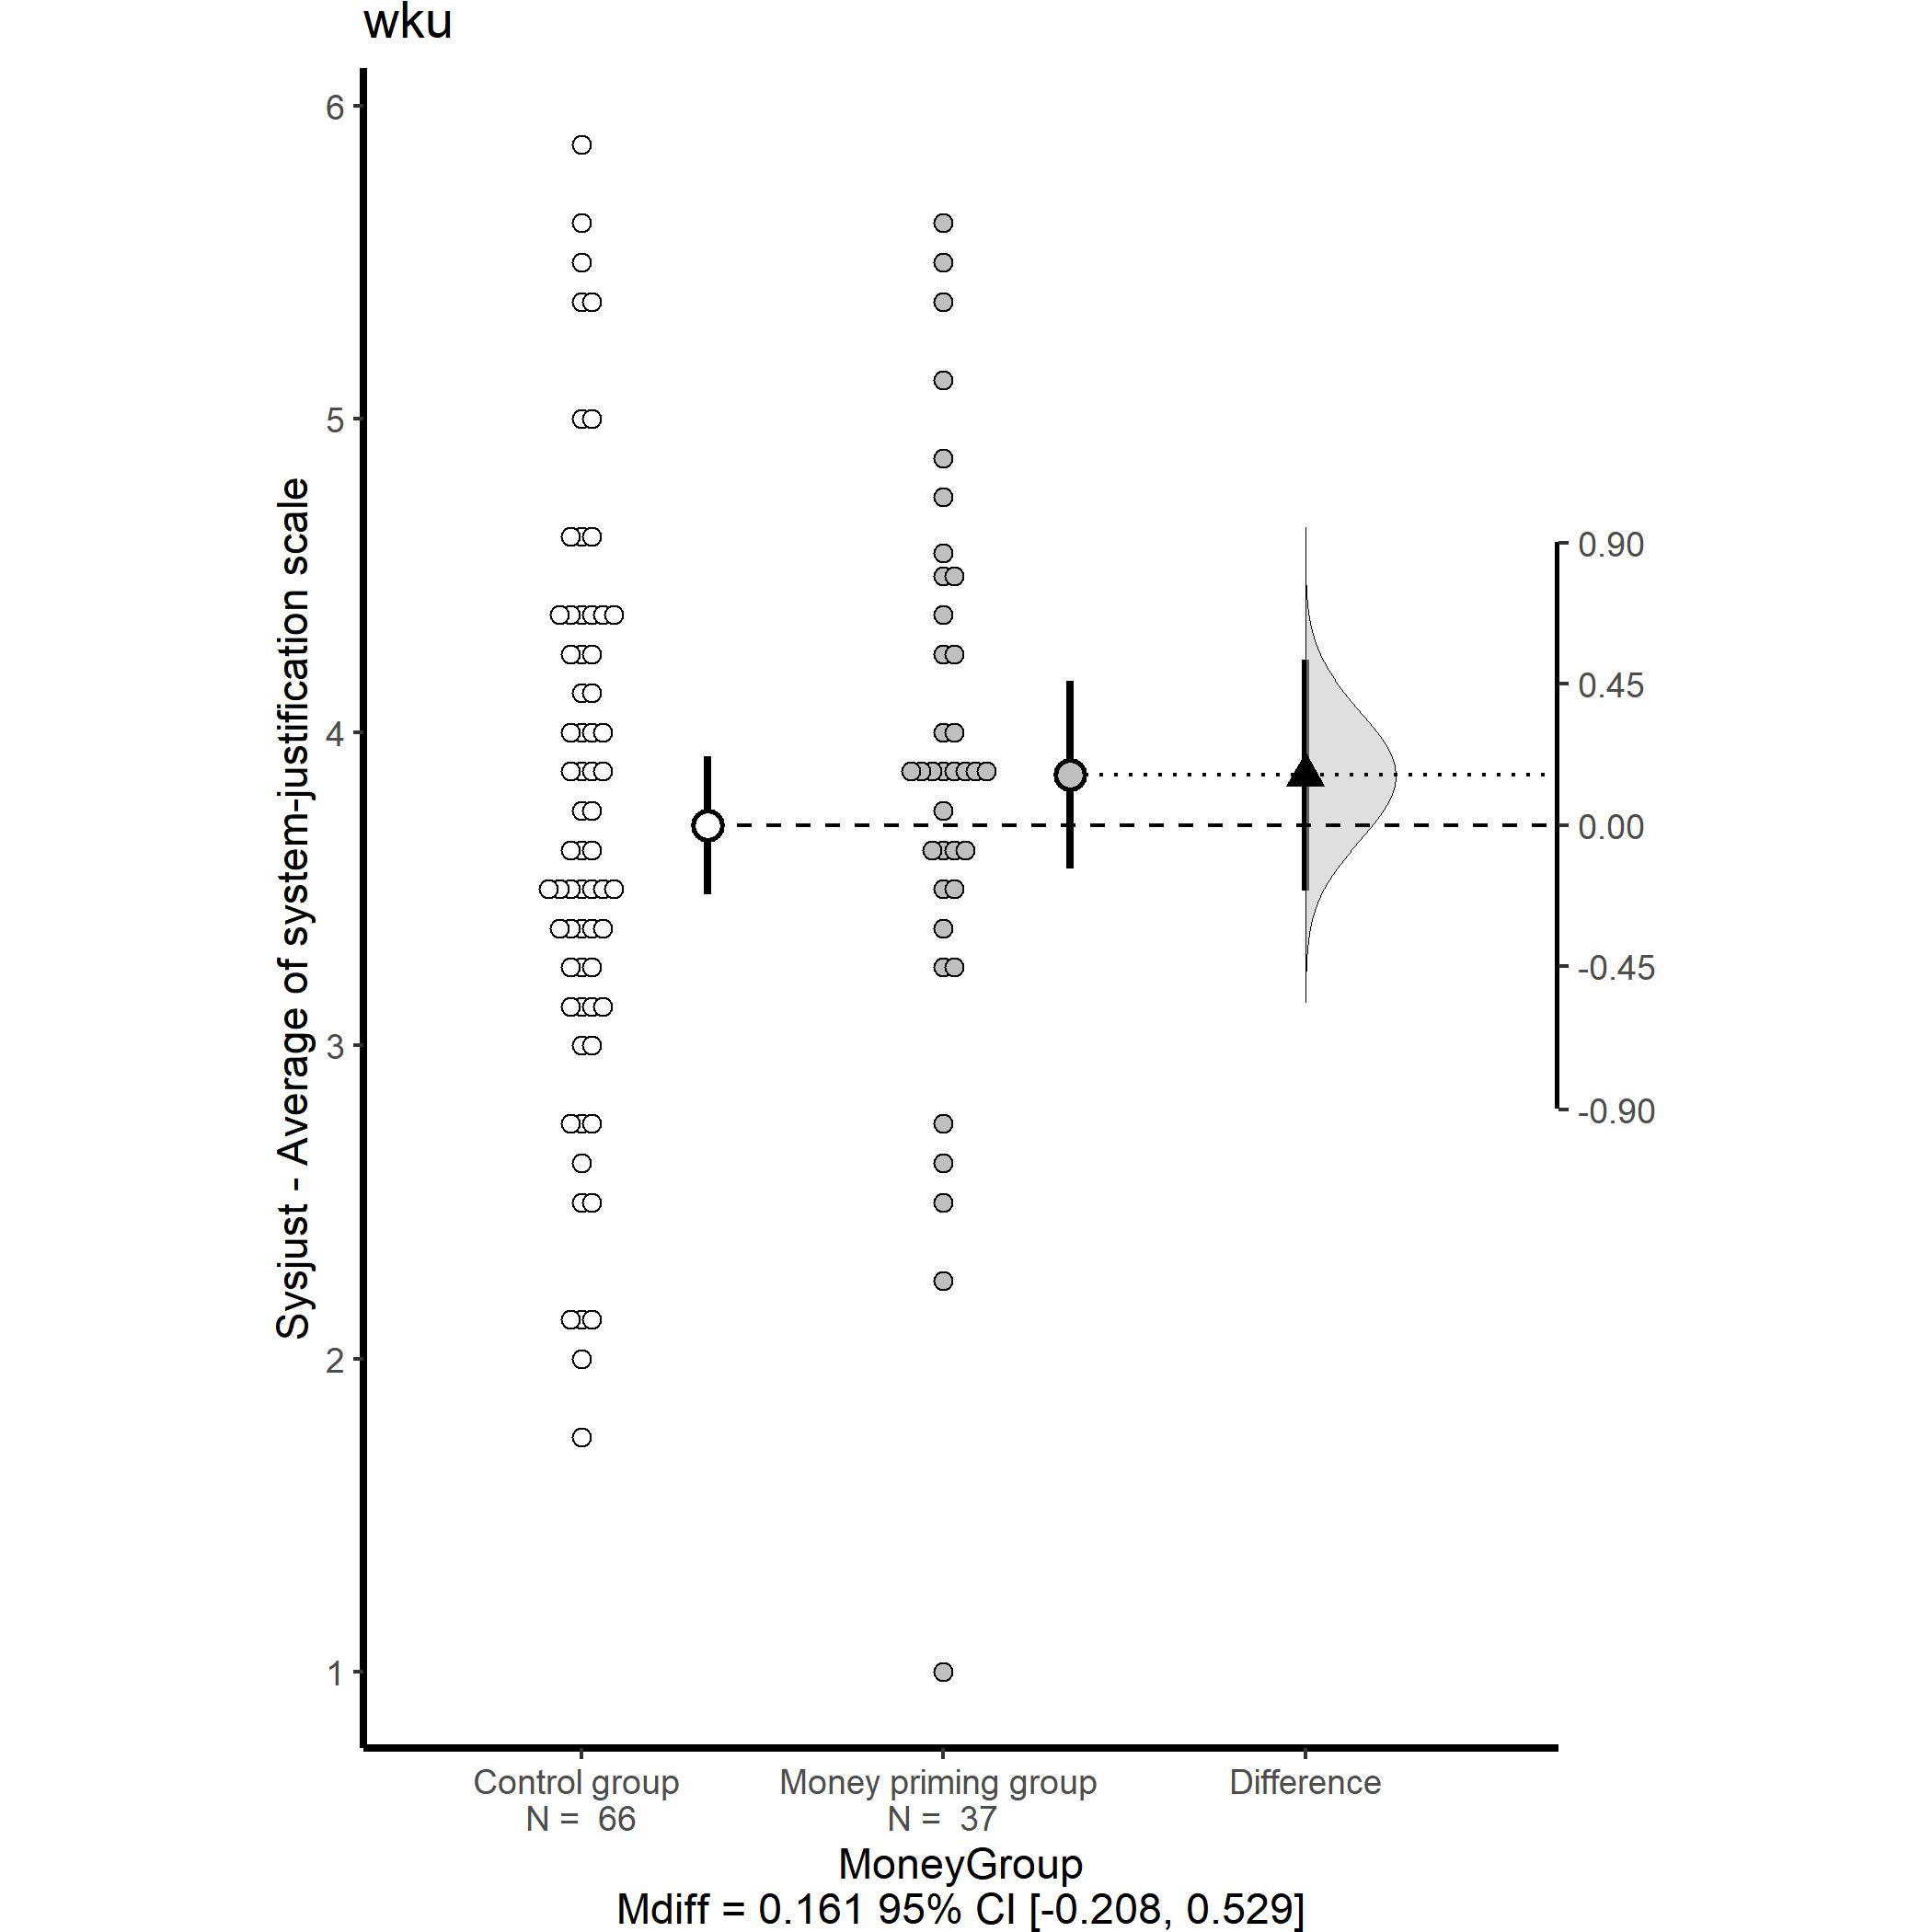 wku
Sysjust - Average of system-justification scale
6
5
4
3
2
1
0.90
0.45
0.00
-0.45
-0.90
Control group
N =  66
Money priming group
N =  37
Difference
MoneyGroup
Mdiff = 0.161 95% CI [-0.208, 0.529]